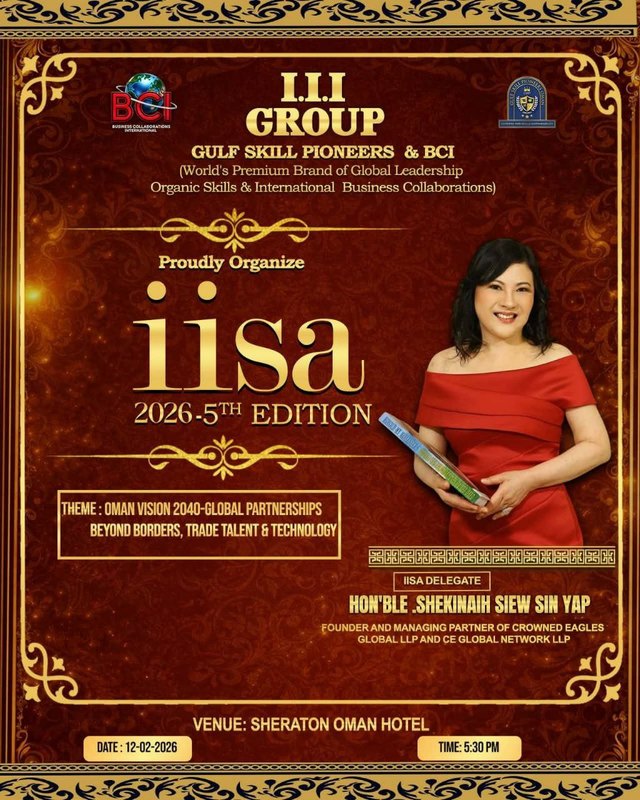 BCI
BUSINESS COLLABORATIONS
INTERNATIONAL
I.I.I
GROUP
GULF SKILL PIONEERS & BCI
(World's Premium Brand of Global Leadership
Organic Skills & International Business Collaborations)
Proudly Organize
iisa
2026-5TH EDITION
THEME : OMAN VISION 2040-GLOBAL PARTNERSHIPS
BEYOND BORDERS, TRADE TALENT & TECHNOLOGY
IISA DELEGATE
HON'BLE .SHEKINAIH SIEW SIN YAP
FOUNDER AND MANAGING PARTNER OF CROWNED EAGLES
GLOBAL LLP AND CE GLOBAL NETWORK LLP
VENUE: SHERATON OMAN HOTEL
DATE : 12-02-2026
TIME: 5:30 PM